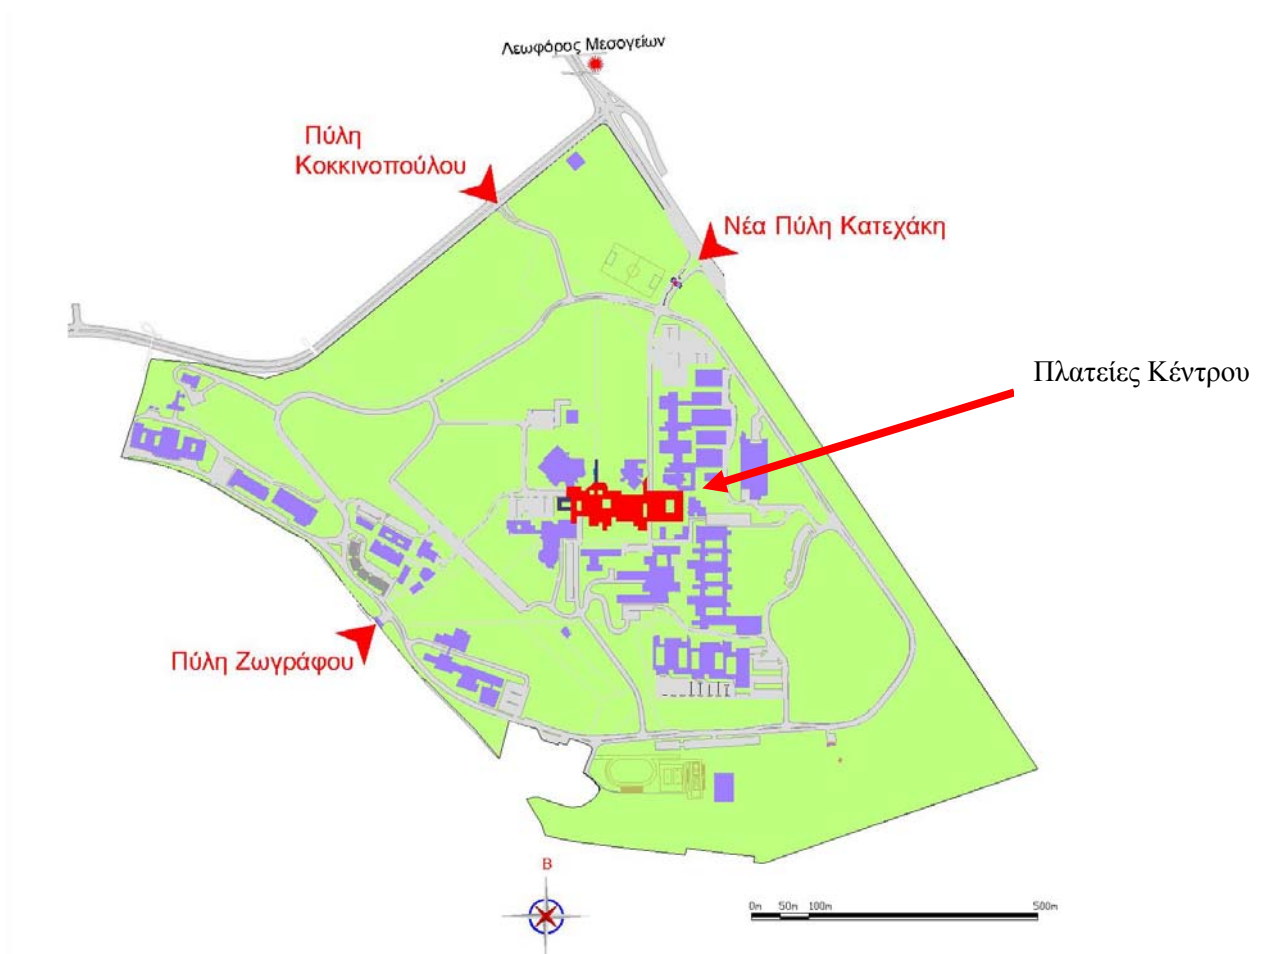 Λεωφόρος Μεσογείων
Πύλη
Κοκκινοπούλου
Νέα Πύλη Κατεχάκη
Πλατείες Κέντρου
Πύλη Ζωγράφου
Β
0m 50m 100m 500m